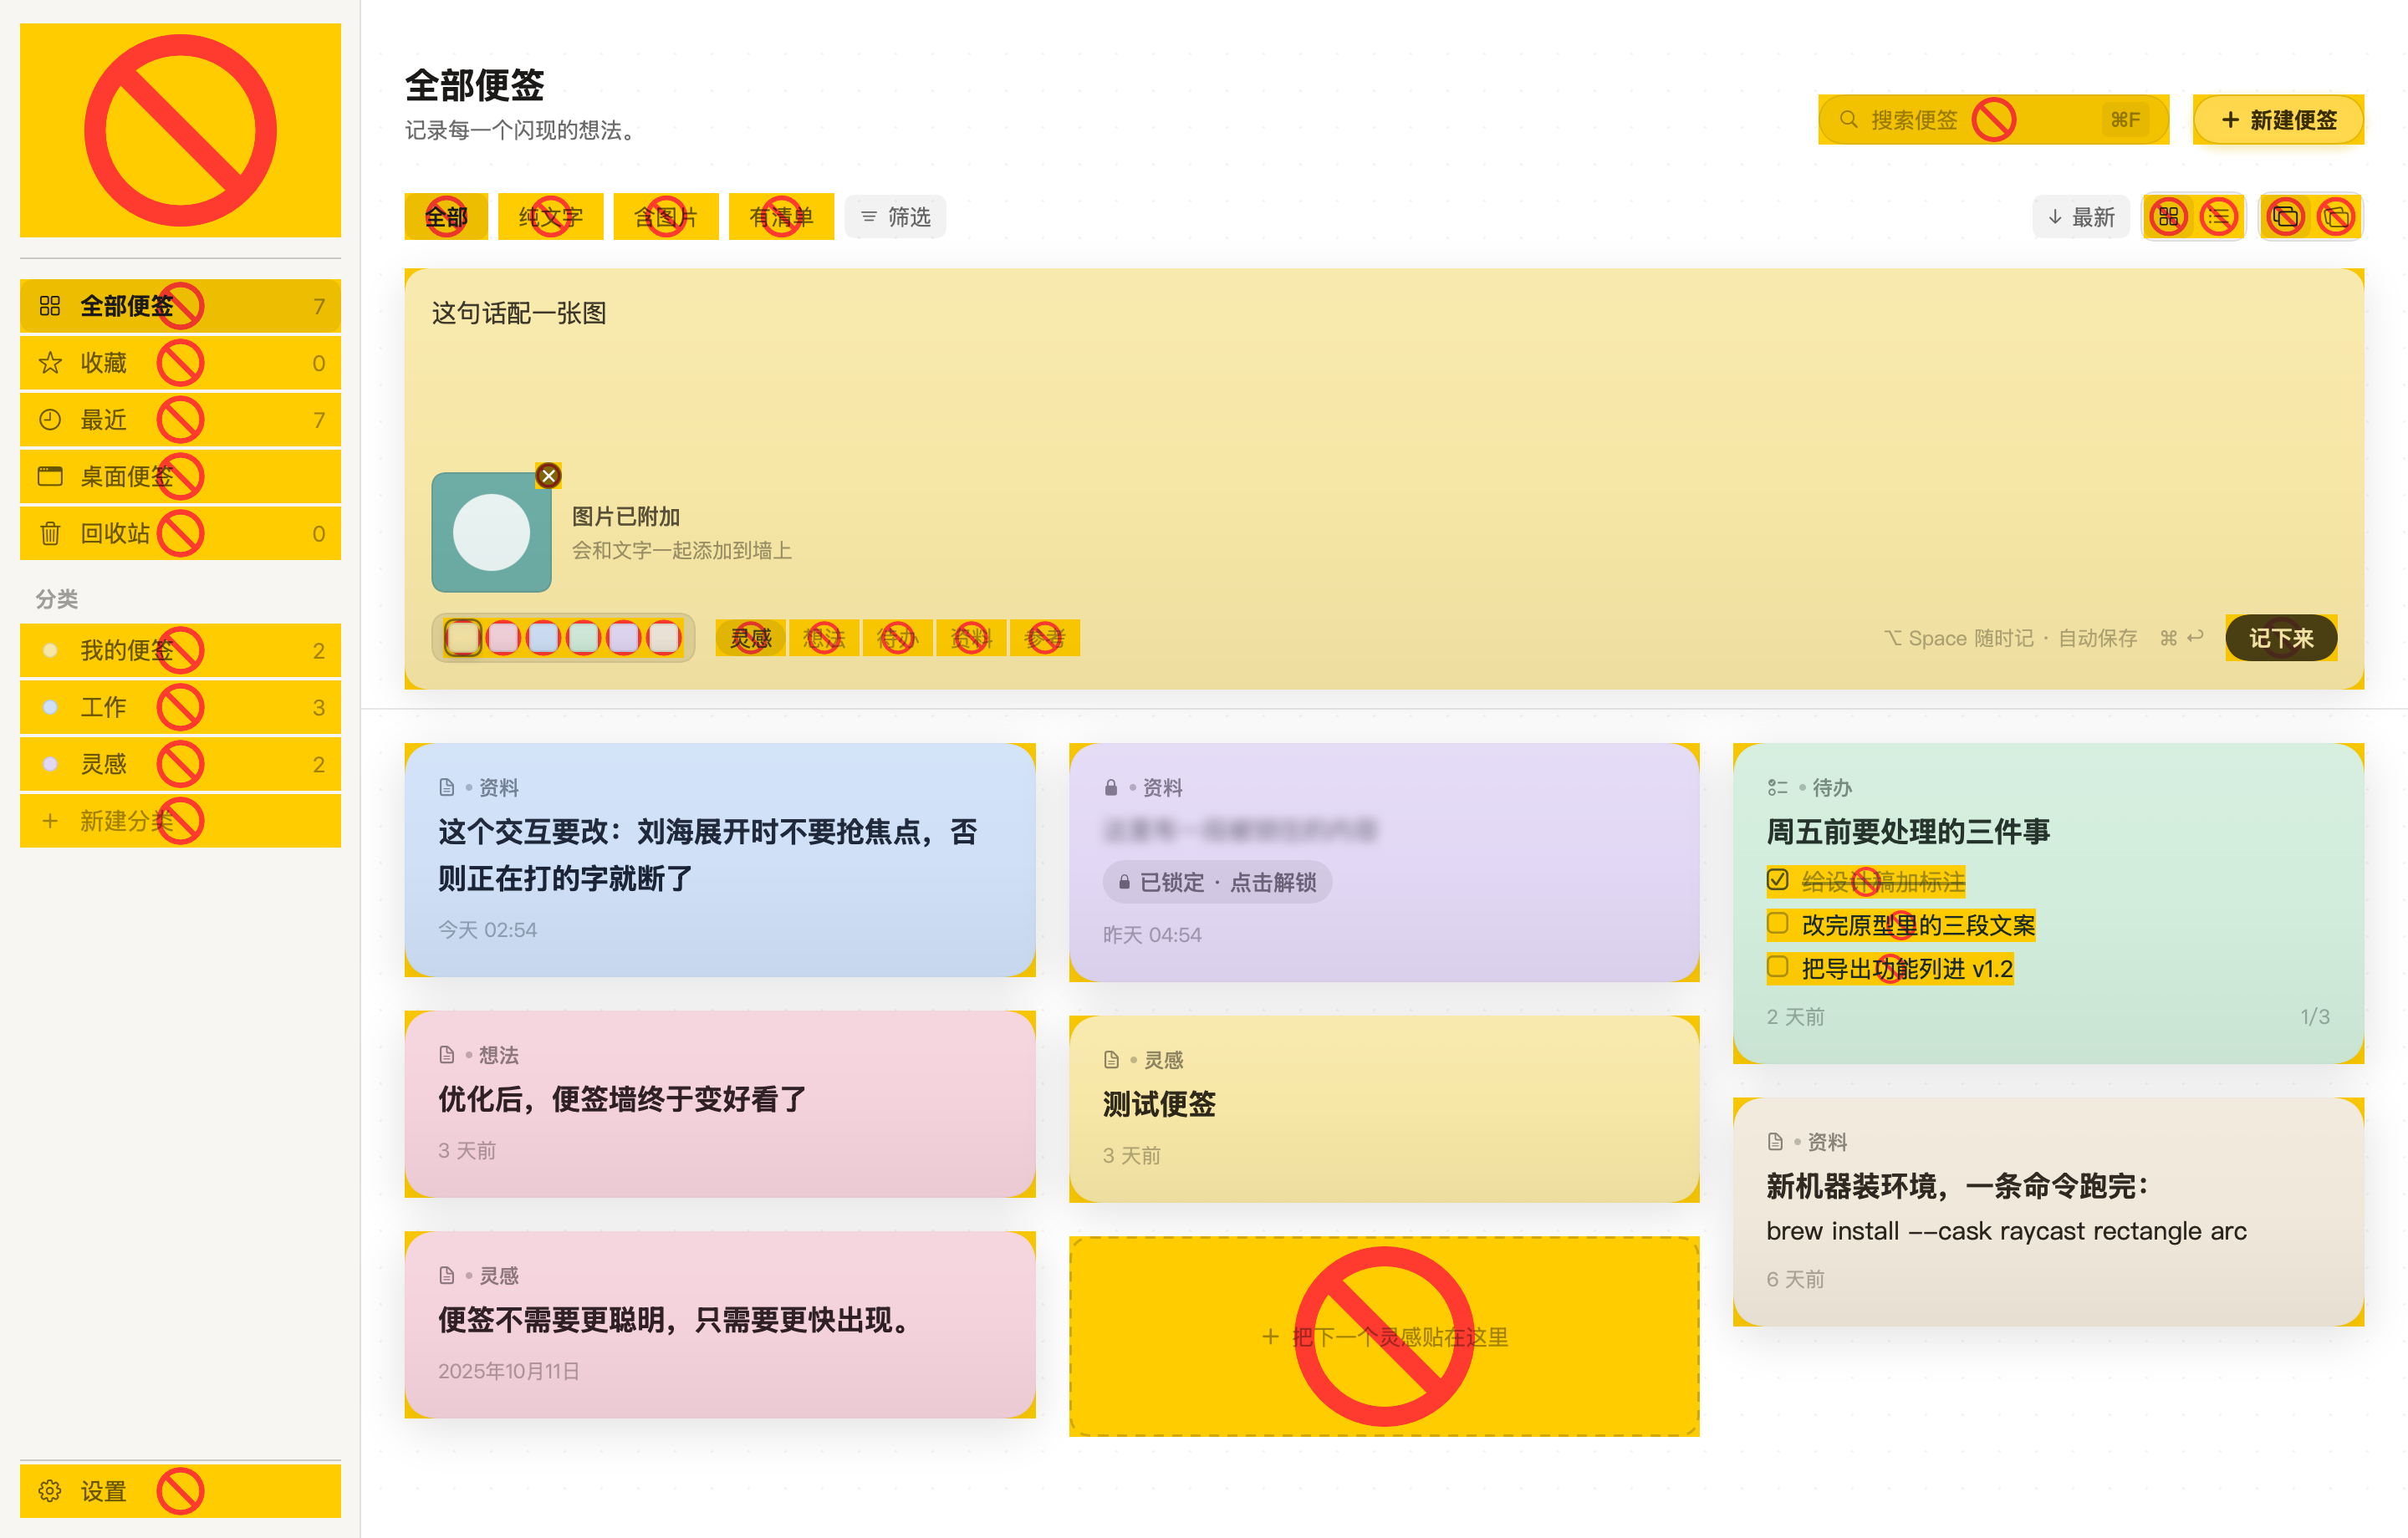 全部便签
记录每一个闪现的想法。
搜索便签 ⌘F
+ 新建便签
全部 纯文字 含图片 有清单 筛选
↓ 最新
全部便签 7
收藏 0
最近 7
桌面便签
回收站 0
分类
我的便签 2
工作 3
灵感 2
+ 新建分类
设置
这句话配一张图
图片已附加
会和文字一起添加到墙上
灵感 想法 待办 资料 参考
⌥ Space 随时记 · 自动保存 ⌘ ↩
记下来
• 资料
这个交互要改：刘海展开时不要抢焦点，否
则正在打的字就断了
今天 02:54
• 想法
优化后，便签墙终于变好看了
3 天前
• 灵感
便签不需要更聪明，只需要更快出现。
2025年10月11日
• 资料
已锁定 · 点击解锁
昨天 04:54
• 灵感
测试便签
3 天前
+ 把下一个灵感贴在这里
• 待办
周五前要处理的三件事
给设计稿加标注
改完原型里的三段文案
把导出功能列进 v1.2
2 天前 1/3
• 资料
新机器装环境，一条命令跑完：
brew install --cask raycast rectangle arc
6 天前